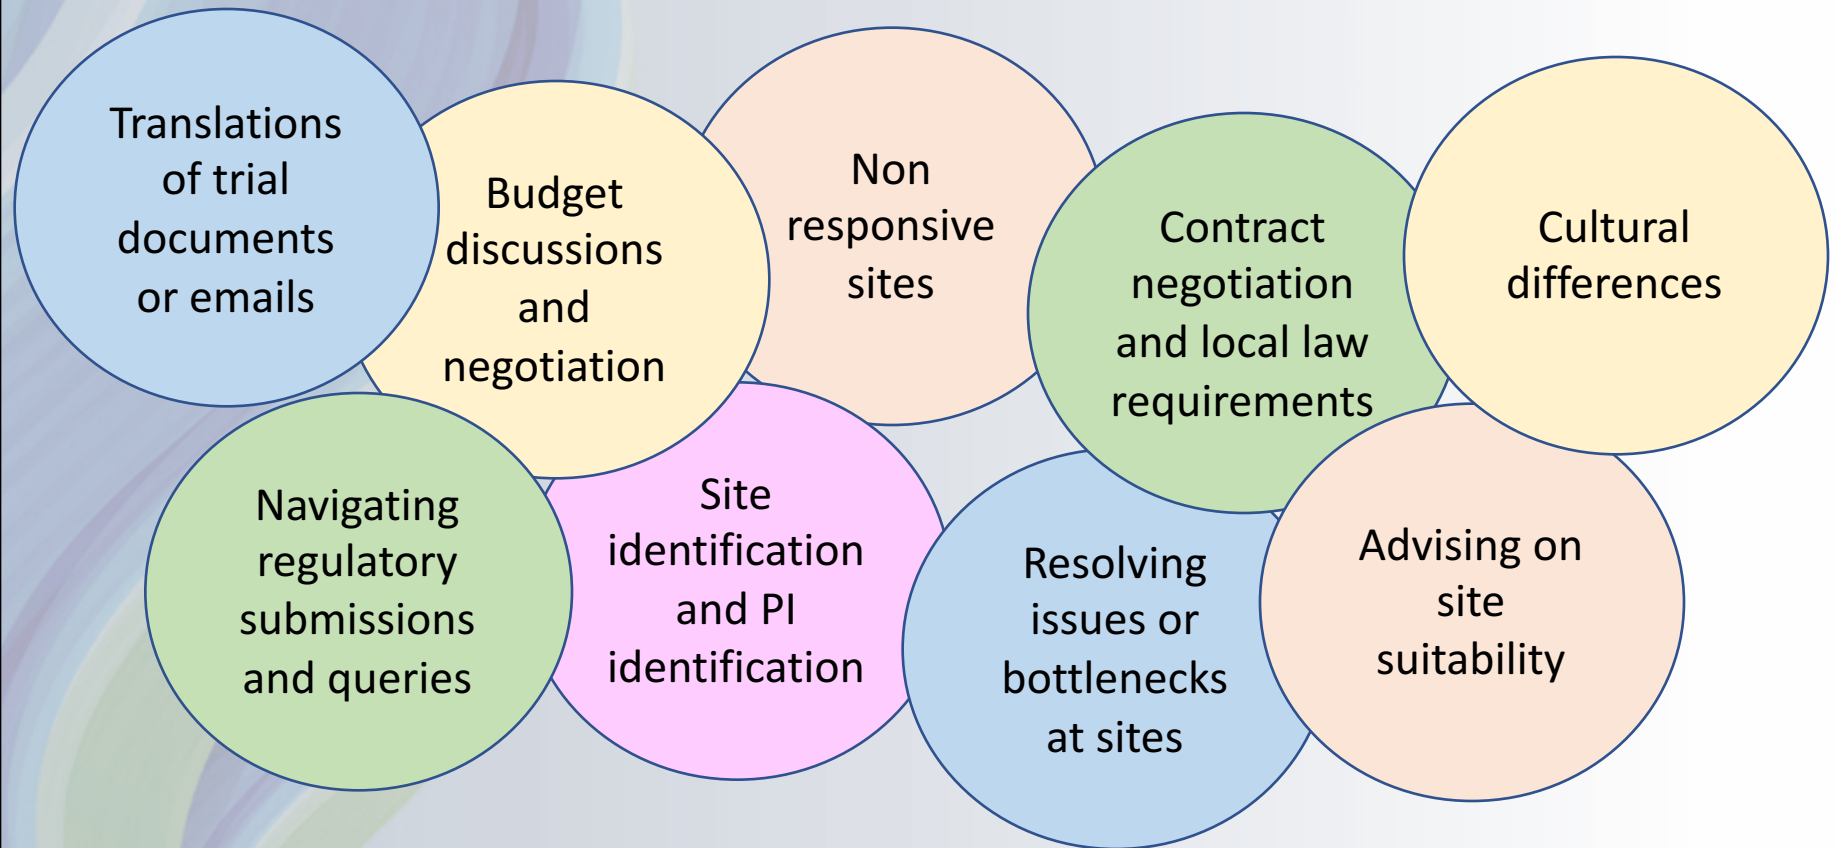 Translations
of trial
documents
or emails
Budget
discussions
and
negotiation
Non
responsive
sites
Contract
negotiation
and local law
requirements
Cultural
differences
Navigating
regulatory
submissions
and queries
Site
identification
and PI
identification
Resolving
issues or
bottlenecks
at sites
Advising on
site
suitability